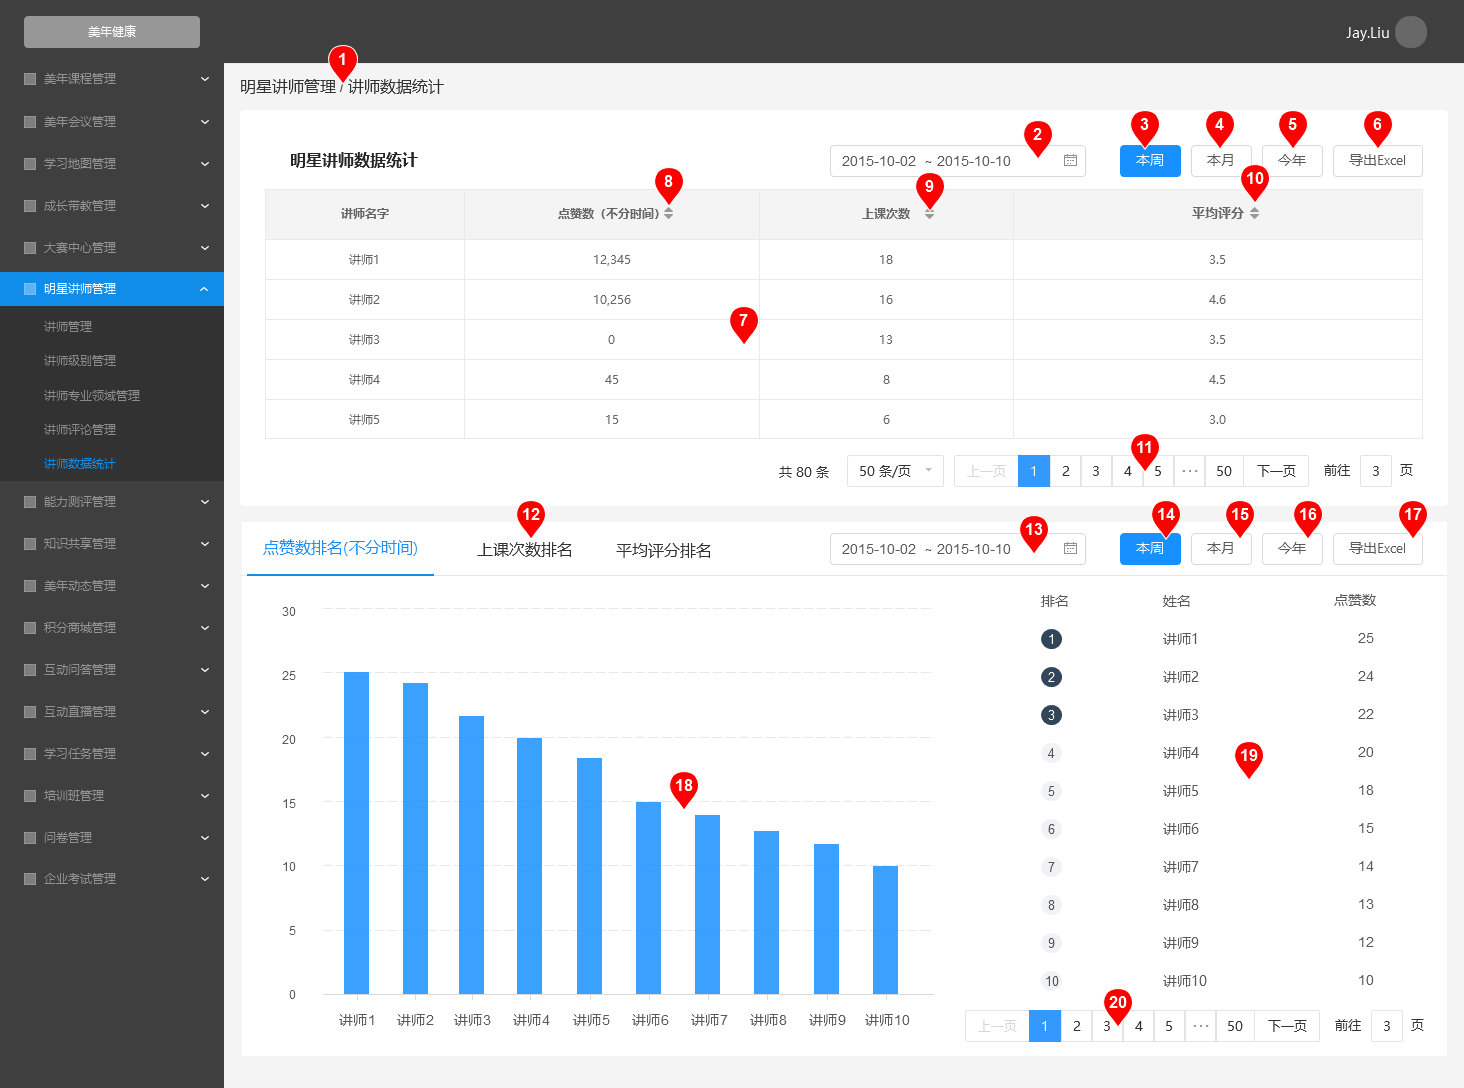 美年健康
Jay.Liu
美年课程管理
美年会议管理
学习地图管理
成长带教管理
大赛中心管理
明星讲师管理
讲师管理
讲师级别管理
讲师专业领域管理
讲师评论管理
讲师数据统计
能力测评管理
知识共享管理
美年动态管理
积分商城管理
互动问答管理
互动直播管理
学习任务管理
培训班管理
问卷管理
企业考试管理
1
明星讲师管理 / 讲师数据统计
2 3 4 5 6
明星讲师数据统计 2015-10-02 ~ 2015-10-10 本周 本月 今年 导出Excel
8 9 10
讲师名字 点赞数（不分时间） 上课次数 平均评分
讲师1 12,345 18 3.5
讲师2 10,256 16 4.6
7
讲师3 0 13 3.5
讲师4 45 8 4.5
讲师5 15 6 3.0
11
共 80 条 50 条/页 上一页 1 2 3 4 5 ··· 50 下一页 前往 3 页
12 13 14 15 16 17
点赞数排名(不分时间) 上课次数排名 平均评分排名 2015-10-02 ~ 2015-10-10 本周 本月 今年 导出Excel
30
25
20
15
10
5
0
18
讲师1 讲师2 讲师3 讲师4 讲师5 讲师6 讲师7 讲师8 讲师9 讲师10
排名 姓名 点赞数
1 讲师1 25
2 讲师2 24
3 讲师3 22
4 讲师4 20
19
5 讲师5 18
6 讲师6 15
7 讲师7 14
8 讲师8 13
9 讲师9 12
10 讲师10 10
20
上一页 1 2 3 4 5 ··· 50 下一页 前往 3 页